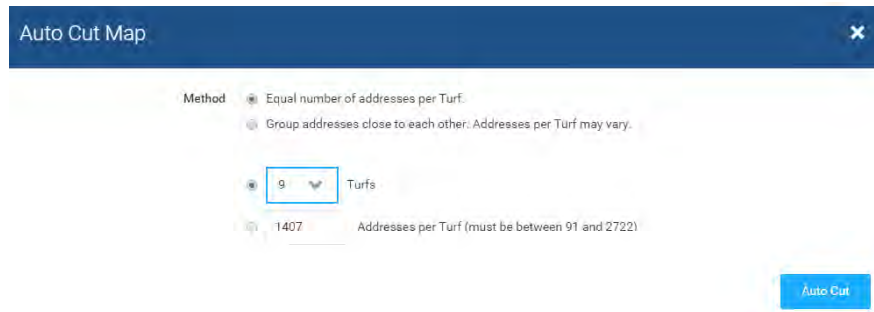 Auto Cut Map
Method Equal number of addresses per Turf.
Group addresses close to each other. Addresses per Turf may vary.
9 Turfs
1407 Addresses per Turf (must be between 91 and 2722)
Auto Cut